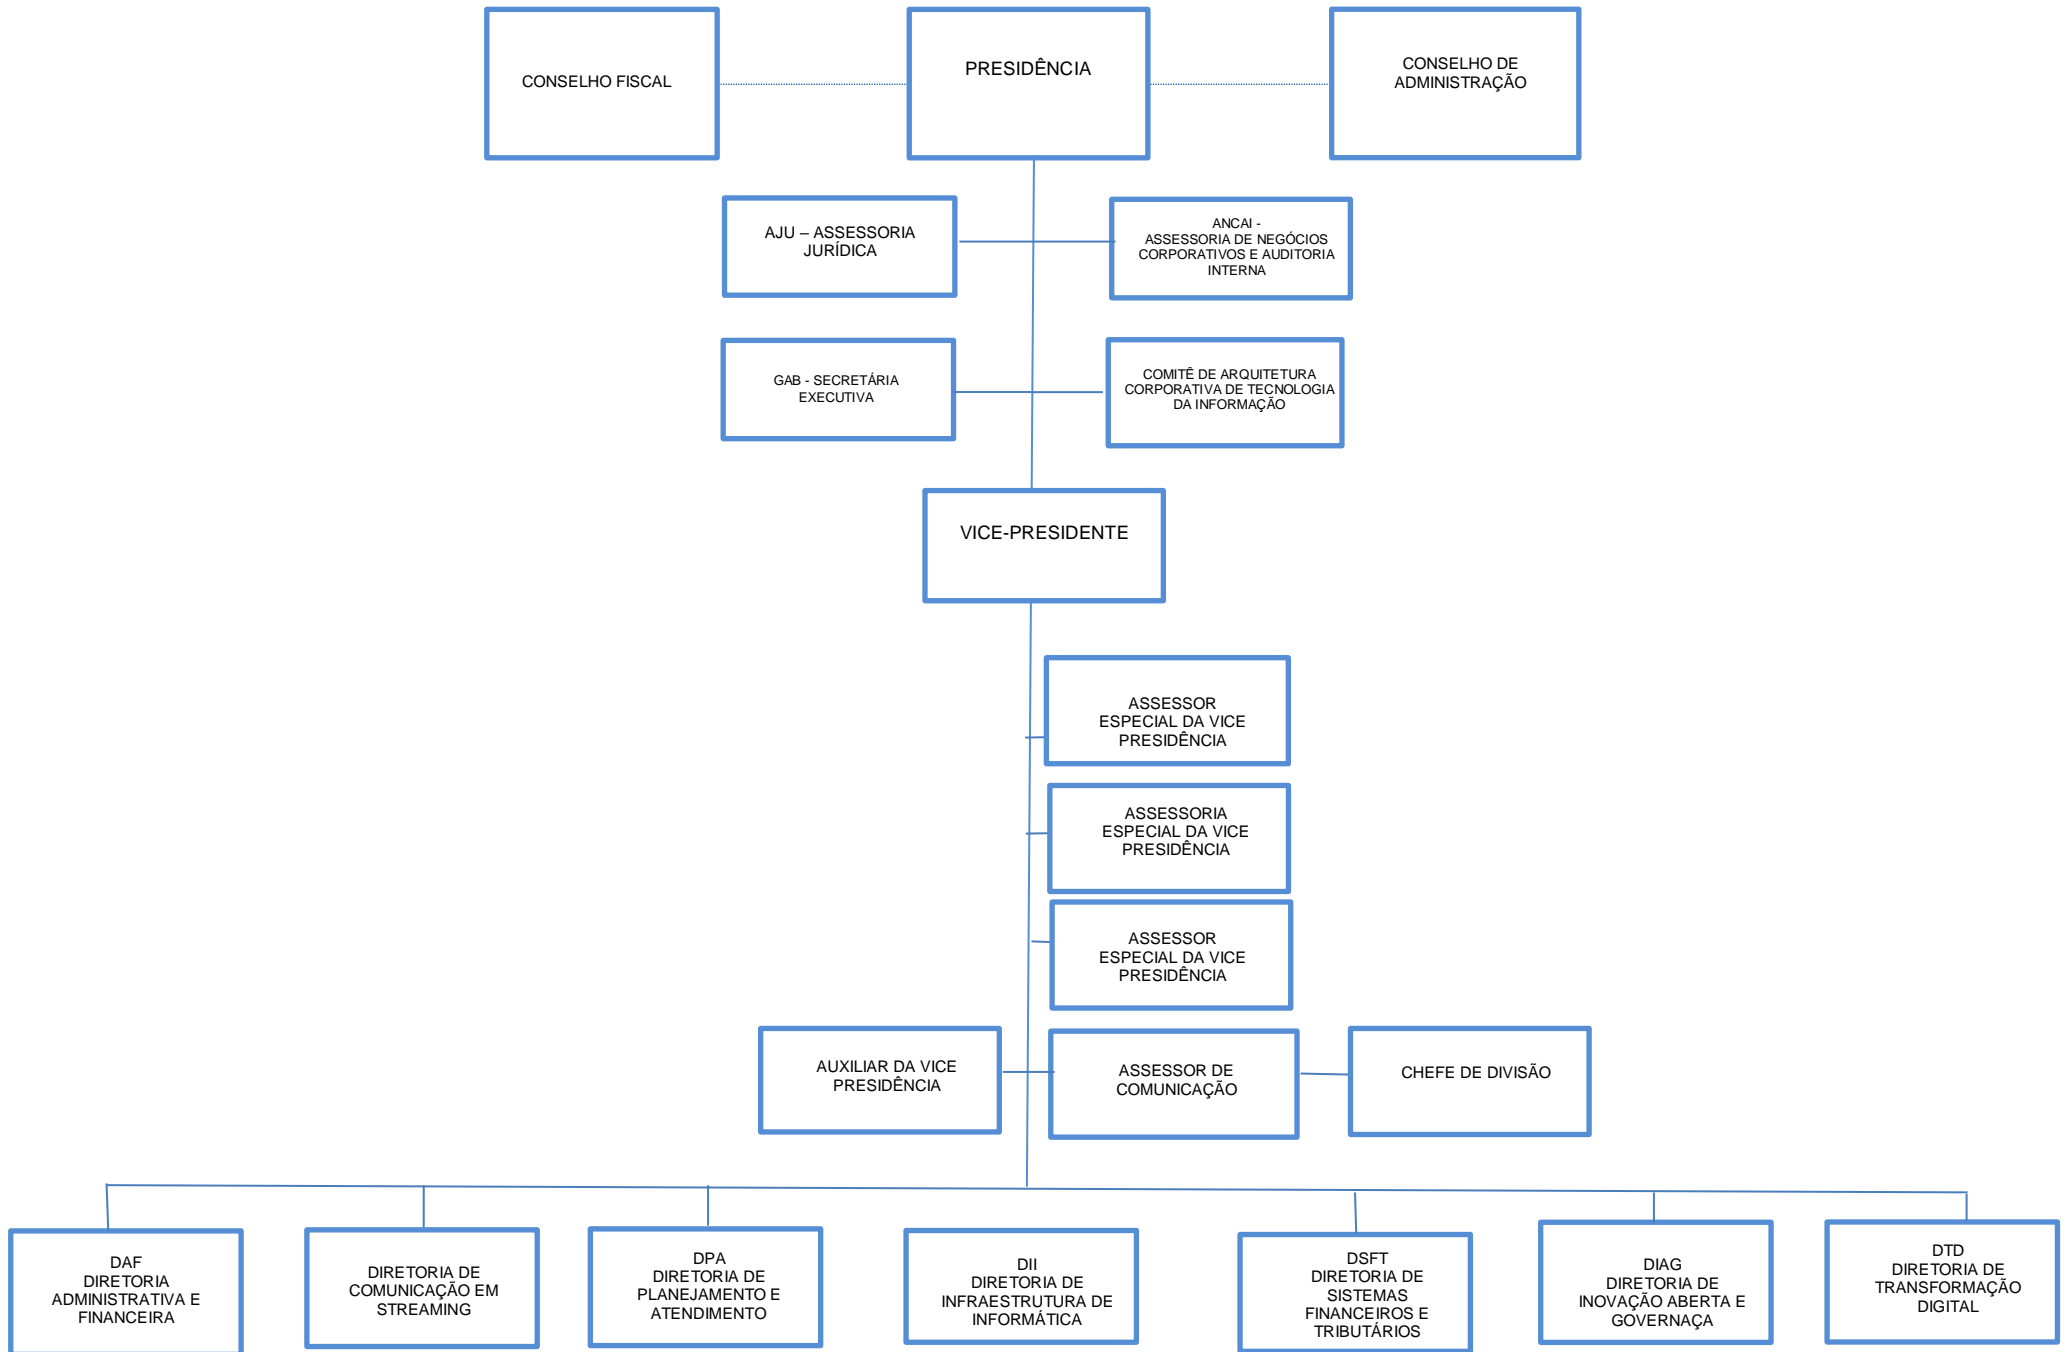 CONSELHO FISCAL
PRESIDÊNCIA
CONSELHO DE
ADMINISTRAÇÃO
AJU – ASSESSORIA
JURÍDICA
ANCAI -
ASSESSORIA DE NEGÓCIOS
CORPORATIVOS E AUDITORIA
INTERNA
GAB - SECRETÁRIA
EXECUTIVA
COMITÊ DE ARQUITETURA
CORPORATIVA DE TECNOLOGIA
DA INFORMAÇÃO
VICE-PRESIDENTE
ASSESSOR
ESPECIAL DA VICE
PRESIDÊNCIA
ASSESSORIA
ESPECIAL DA VICE
PRESIDÊNCIA
ASSESSOR
ESPECIAL DA VICE
PRESIDÊNCIA
AUXILIAR DA VICE
PRESIDÊNCIA
ASSESSOR DE
COMUNICAÇÃO
CHEFE DE DIVISÃO
DAF
DIRETORIA
ADMINISTRATIVA E
FINANCEIRA
DIRETORIA DE
COMUNICAÇÃO EM
STREAMING
DPA
DIRETORIA DE
PLANEJAMENTO E
ATENDIMENTO
DII
DIRETORIA DE
INFRAESTRUTURA DE
INFORMÁTICA
DSFT
DIRETORIA DE
SISTEMAS
FINANCEIROS E
TRIBUTÁRIOS
DIAG
DIRETORIA DE
INOVAÇÃO ABERTA E
GOVERNAÇA
DTD
DIRETORIA DE
TRANSFORMAÇÃO
DIGITAL